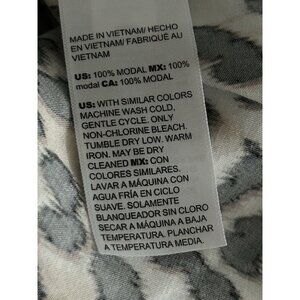 MADE IN VIETNAM/ HECHO
EN VIETNAM/ FABRIQUÉ AU
VIETNAM
US: 100% MODAL MX: 100%
modal CA: 100% MODAL
US: WITH SIMILAR COLORS
MACHINE WASH COLD,
GENTLE CYCLE. ONLY
NON-CHLORINE BLEACH.
TUMBLE DRY LOW. WARM
IRON. MAY BE DRY
CLEANED MX: CON
COLORES SIMILARES.
LAVAR A MÁQUINA CON
AGUA FRÍA EN CICLO
SUAVE. SOLAMENTE
BLANQUEADOR SIN CLORO
SECAR A MÁQUINA A BAJA
TEMPERATURA. PLANCHAR
A TEMPERATURA MEDIA.